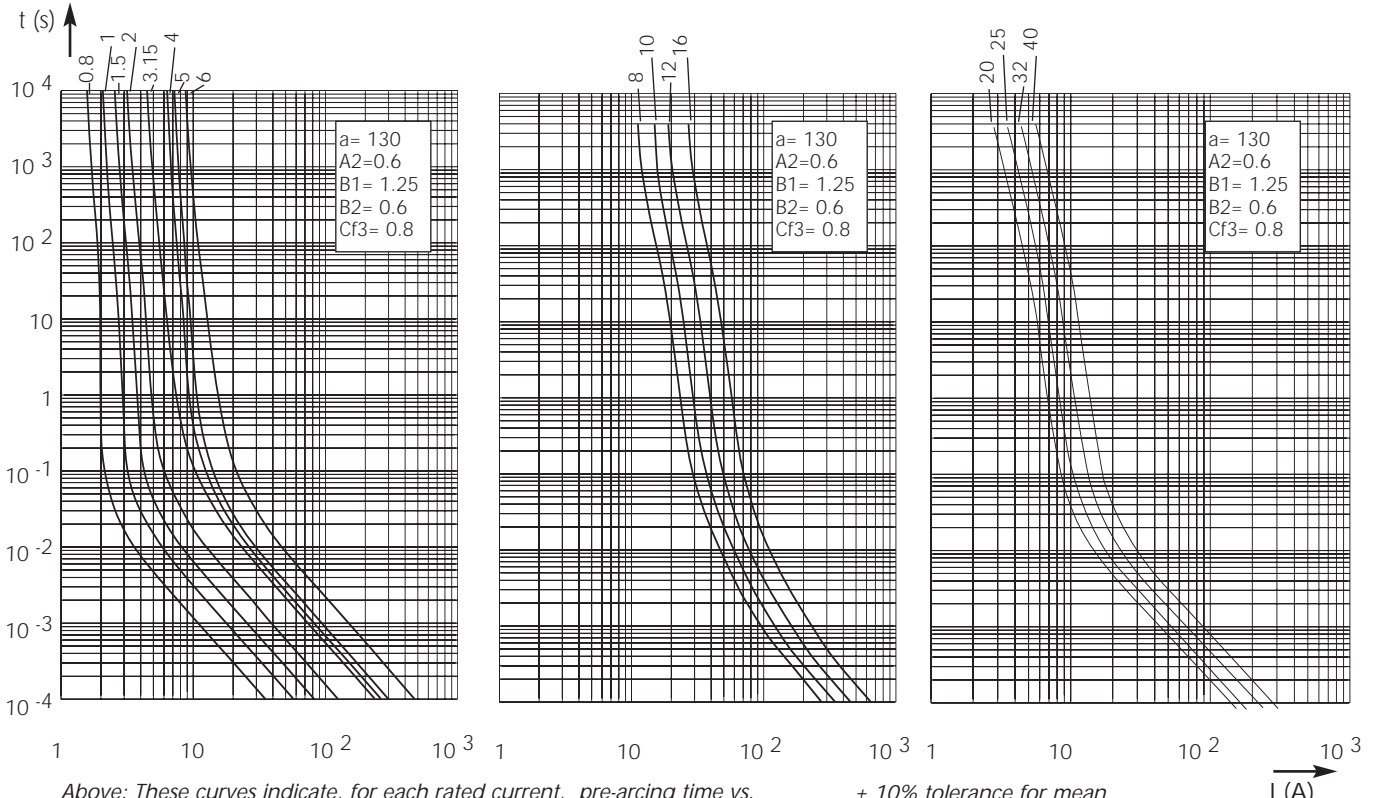 t (s)
0.8
1
1.5
2
3.15
4
5
6
8
10
12
16
20
25
32
40
10 4
10 3
10 2
10
1
10 -1
10 -2
10 -3
10 -4
a= 130
A2=0.6
B1= 1.25
B2= 0.6
Cf3= 0.8
a= 130
A2=0.6
B1= 1.25
B2= 0.6
Cf3= 0.8
a= 130
A2=0.6
B1= 1.25
B2= 0.6
Cf3= 0.8
1 10 10 2 10 3
1 10 10 2 10 3
1 10 10 2 10 3
I (A)
Above: These curves indicate, for each rated current, pre-arcing time vs.
± 10% tolerance for mean